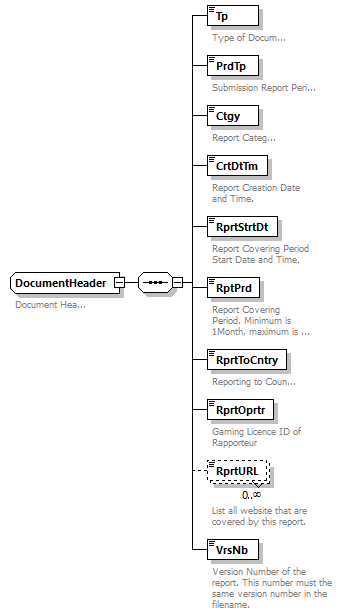 Tp
Type of Docum...
PrdTp
Submission Report Peri...
Ctgy
Report Categ...
CrtDtTm
Report Creation Date
and Time.
RprtStrtDt
Report Covering Period
Start Date and Time.
DocumentHeader
Document Hea...
RptPrd
Report Covering
Period. Minimum is
1Month, maximum is ...
RprtToCntry
Reporting to Coun...
RprtOprtr
Gaming Licence ID of
Rapporteur
RprtURL
0..∞
List all website that are
covered by this report.
VrsNb
Version Number of the
report. This number must the
same version number in the
filename.